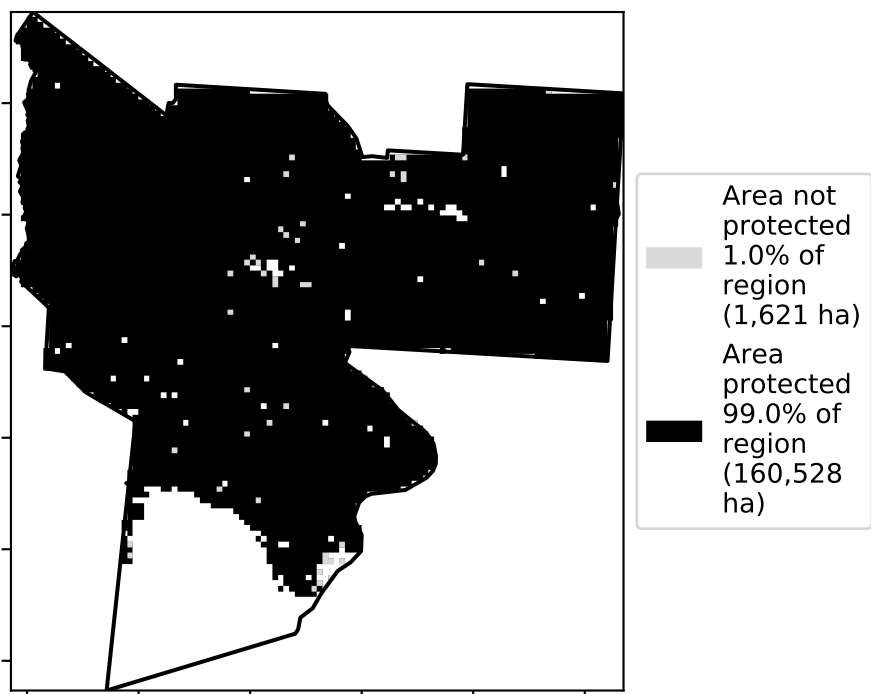 Area not
protected
1.0% of
region
(1,621 ha)
Area
protected
99.0% of
region
(160,528
ha)